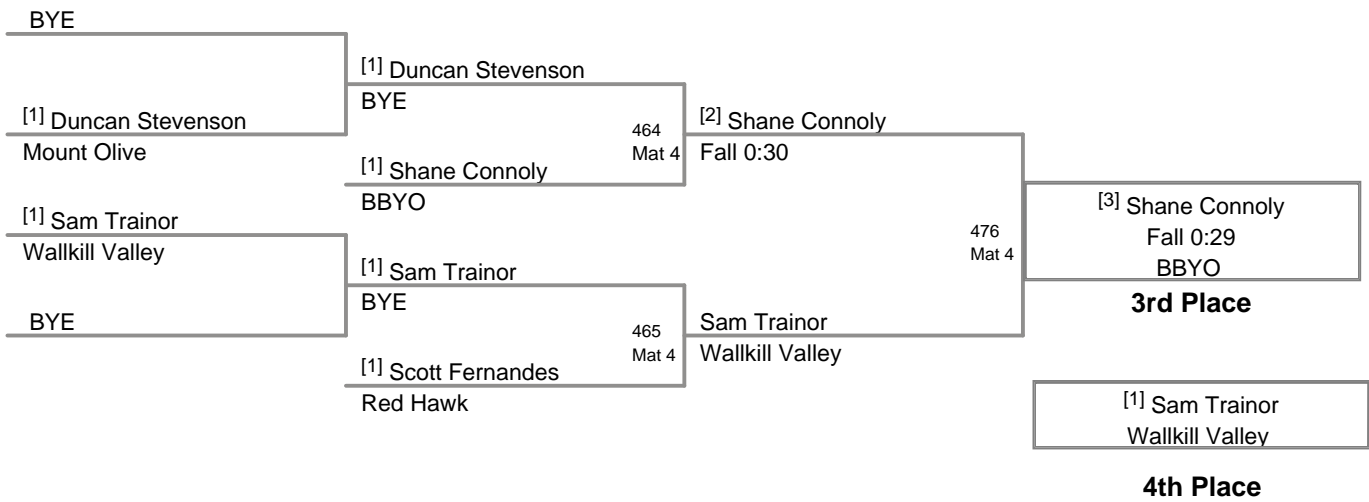 BYE
[1] Duncan Stevenson
BYE
[1] Duncan Stevenson
Mount Olive
464
Mat 4
[2] Shane Connoly
Fall 0:30
[1] Shane Connoly
BBYO
[1] Sam Trainor
Wallkill Valley
[3] Shane Connoly
Fall 0:29
BBYO
3rd Place
476
Mat 4
[1] Sam Trainor
BYE
BYE
465
Mat 4
Sam Trainor
Wallkill Valley
[1] Scott Fernandes
Red Hawk
[1] Sam Trainor
Wallkill Valley
4th Place